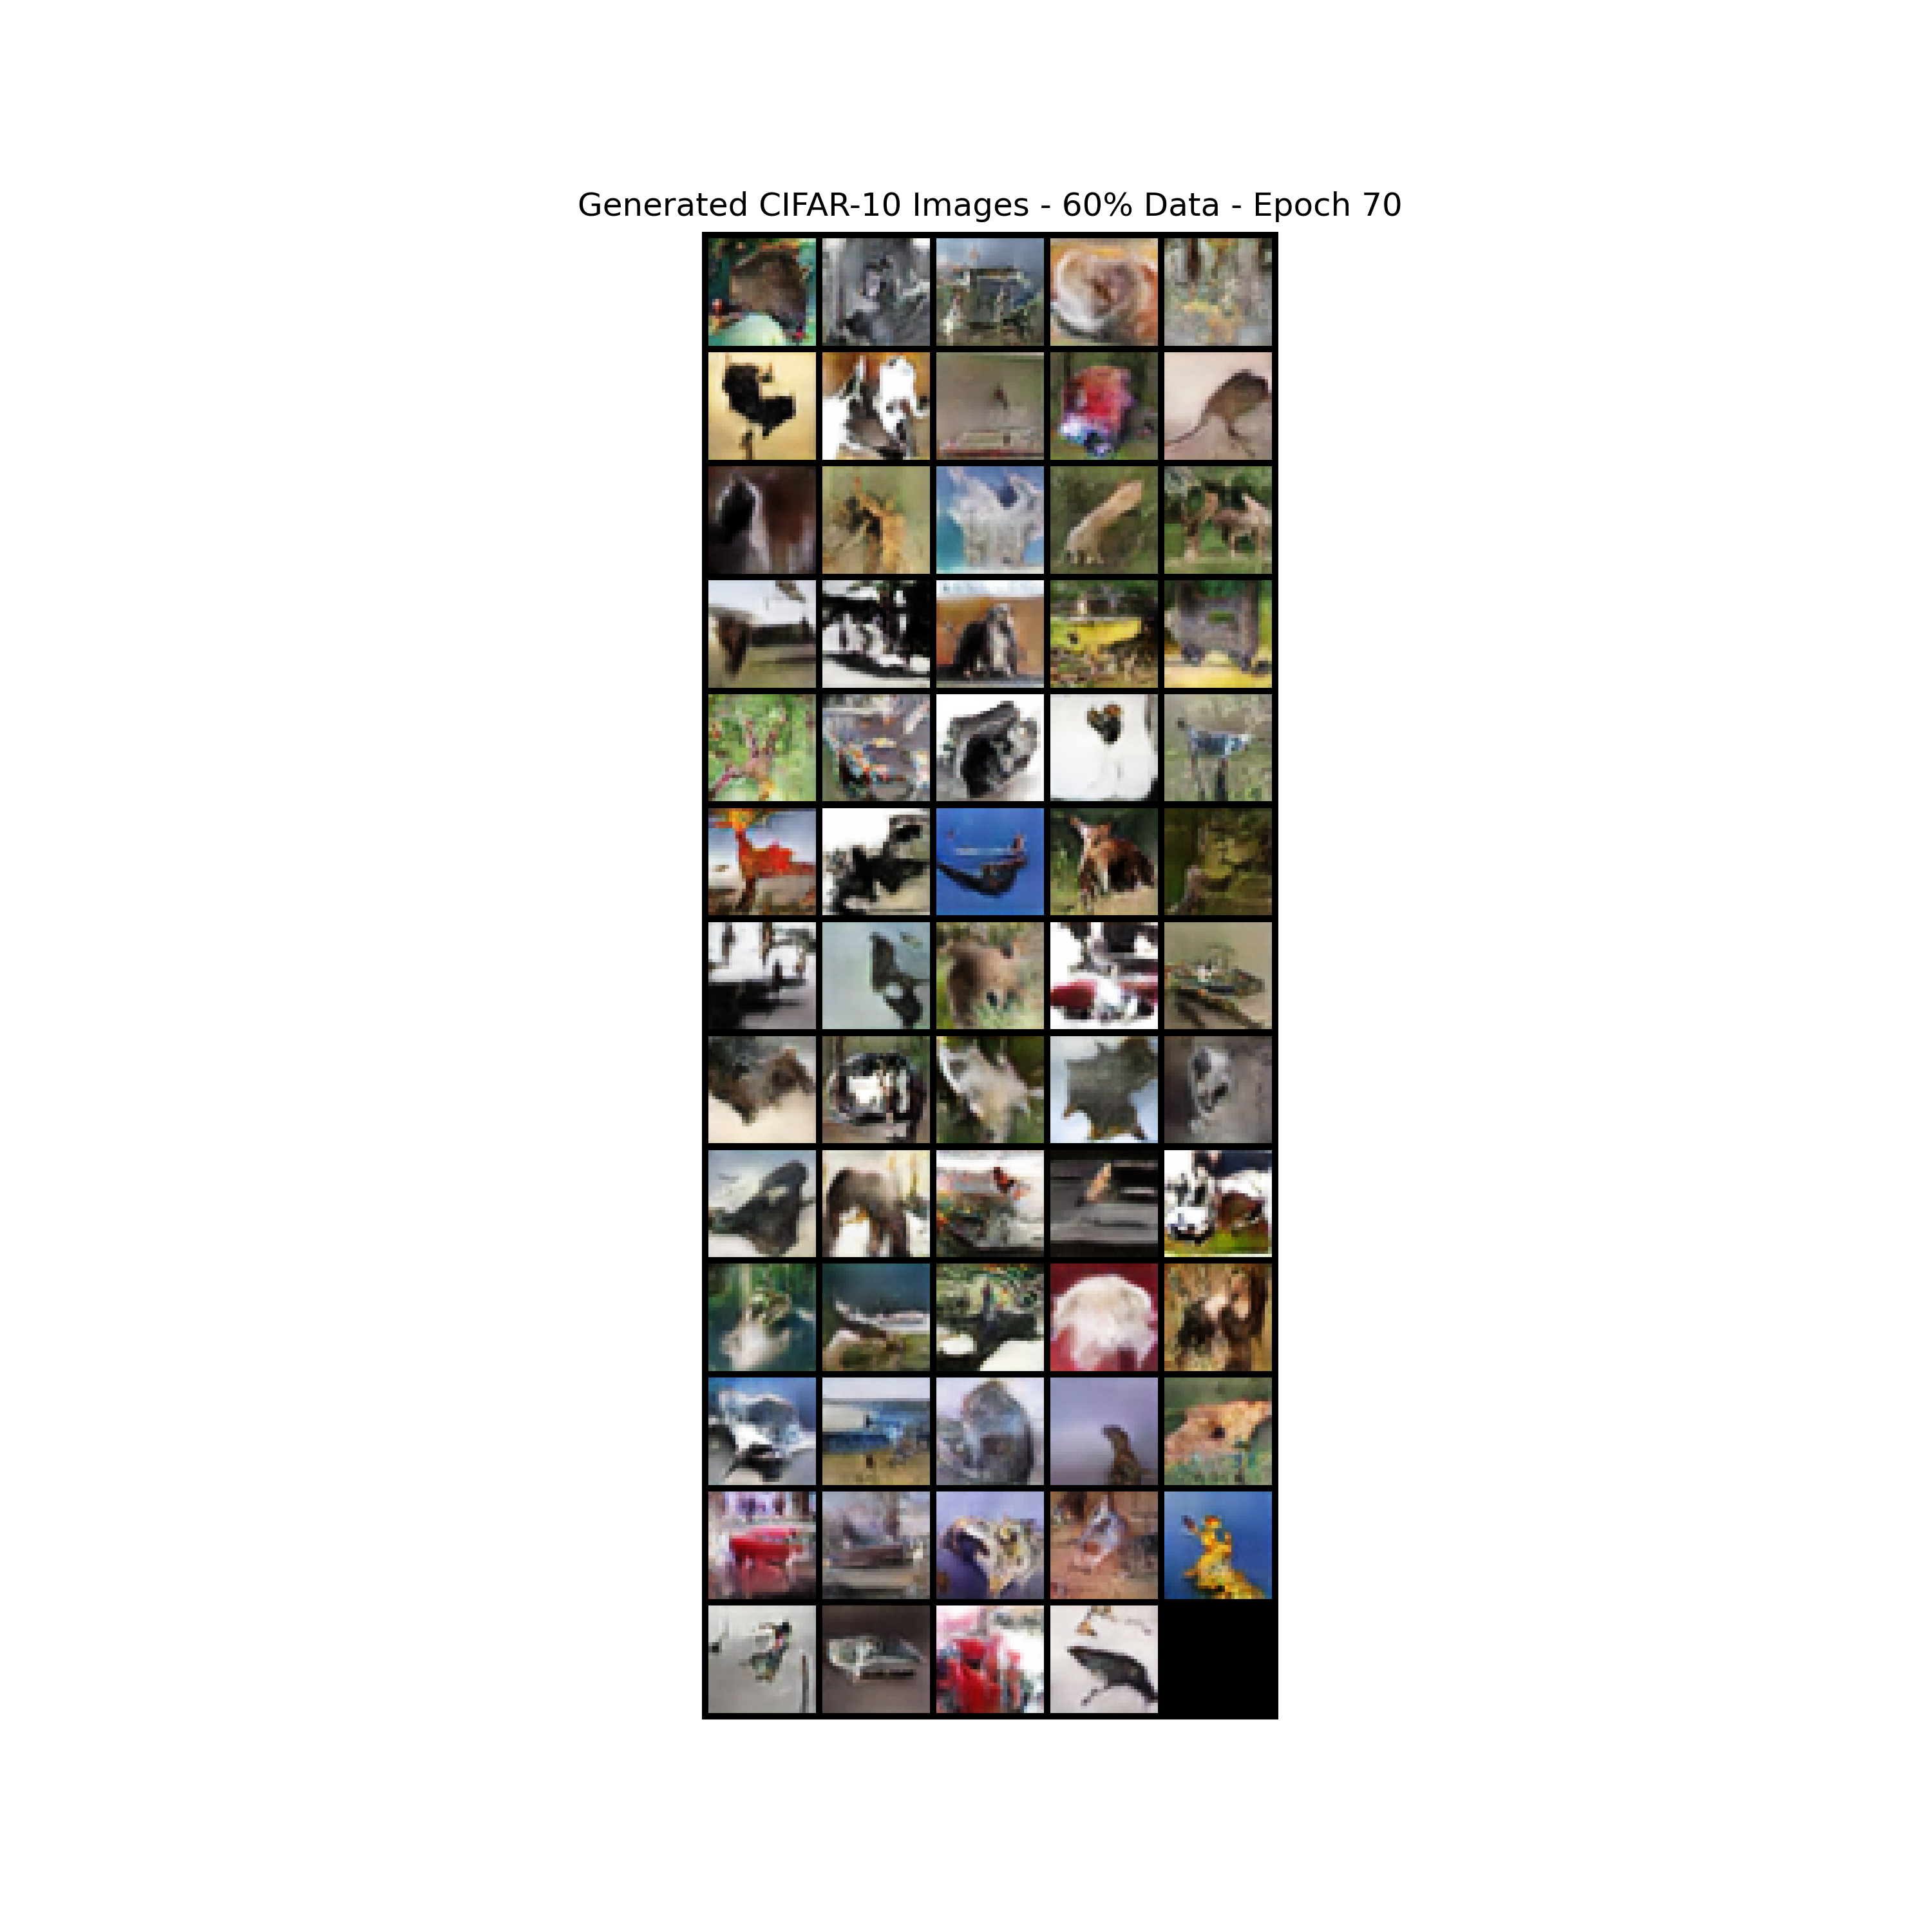 Generated CIFAR-10 Images - 60% Data - Epoch 70